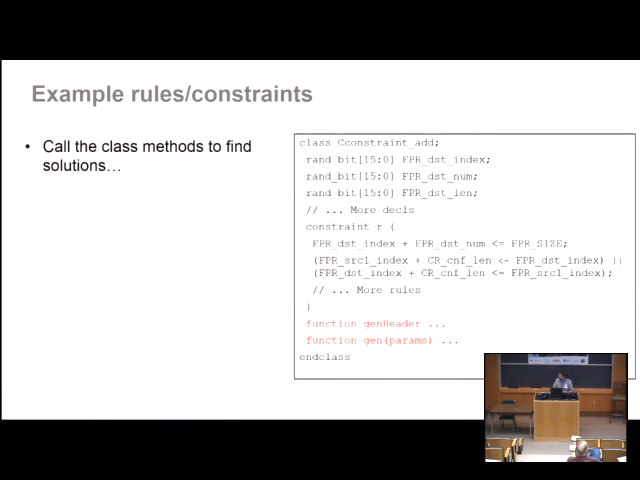 Example rules/constraints
• Call the class methods to find
solutions…
class Cconstraint_add;
rand bit[15:0] FPR_dst_index;
rand_bit[15:0] FPR_dst_num;
rand bit[15:0] FPR_dst_len;
// ... More decls
constraint r {
FPR_dst_index + FPR_dst_num <= FPR_SIZE;
(FPR_src1_index + CR_cnf_len <= FPR_dst_index) ||
(FPR_dst_index + CR_cnf_len <= FPR_src1_index);
// ... More rules
}
function genHeader ...
function gen(params) ...
endclass